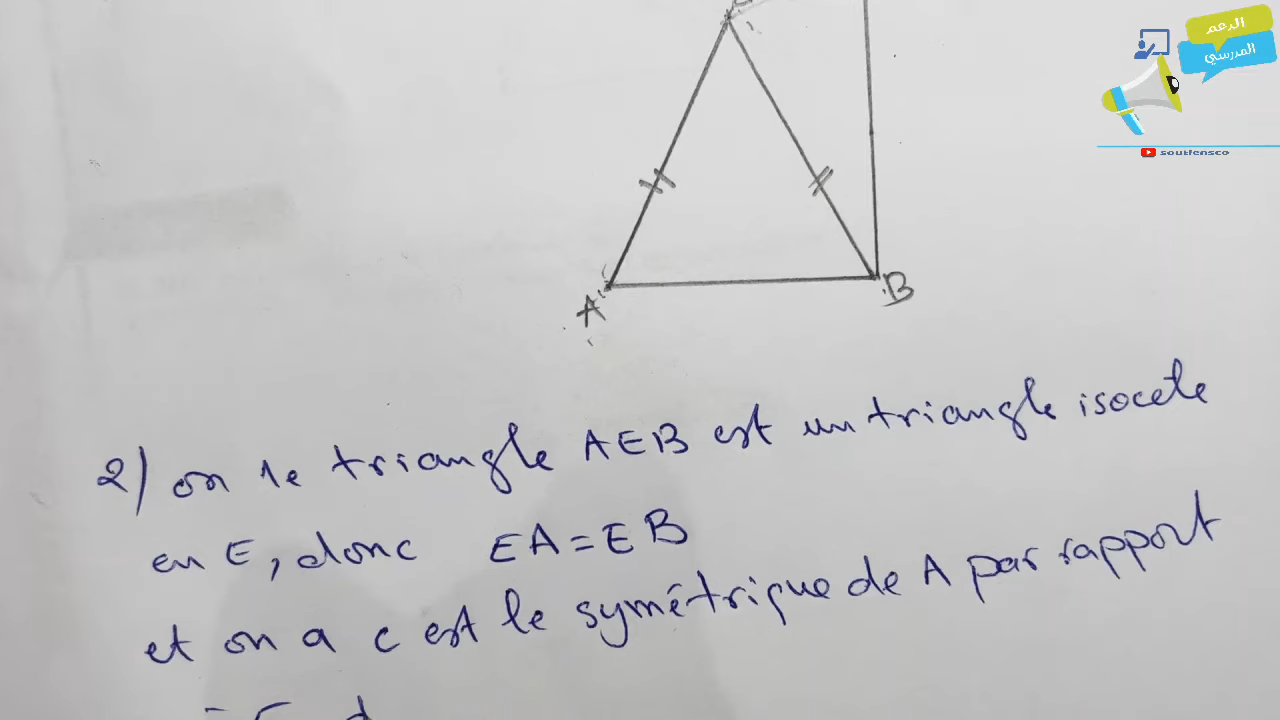 الدعم
المدرسي
soutiensco
A
B
2) on le triangle AEB est un triangle isocele
en E, donc EA = EB
et on a c est le symétrique de A par rapport